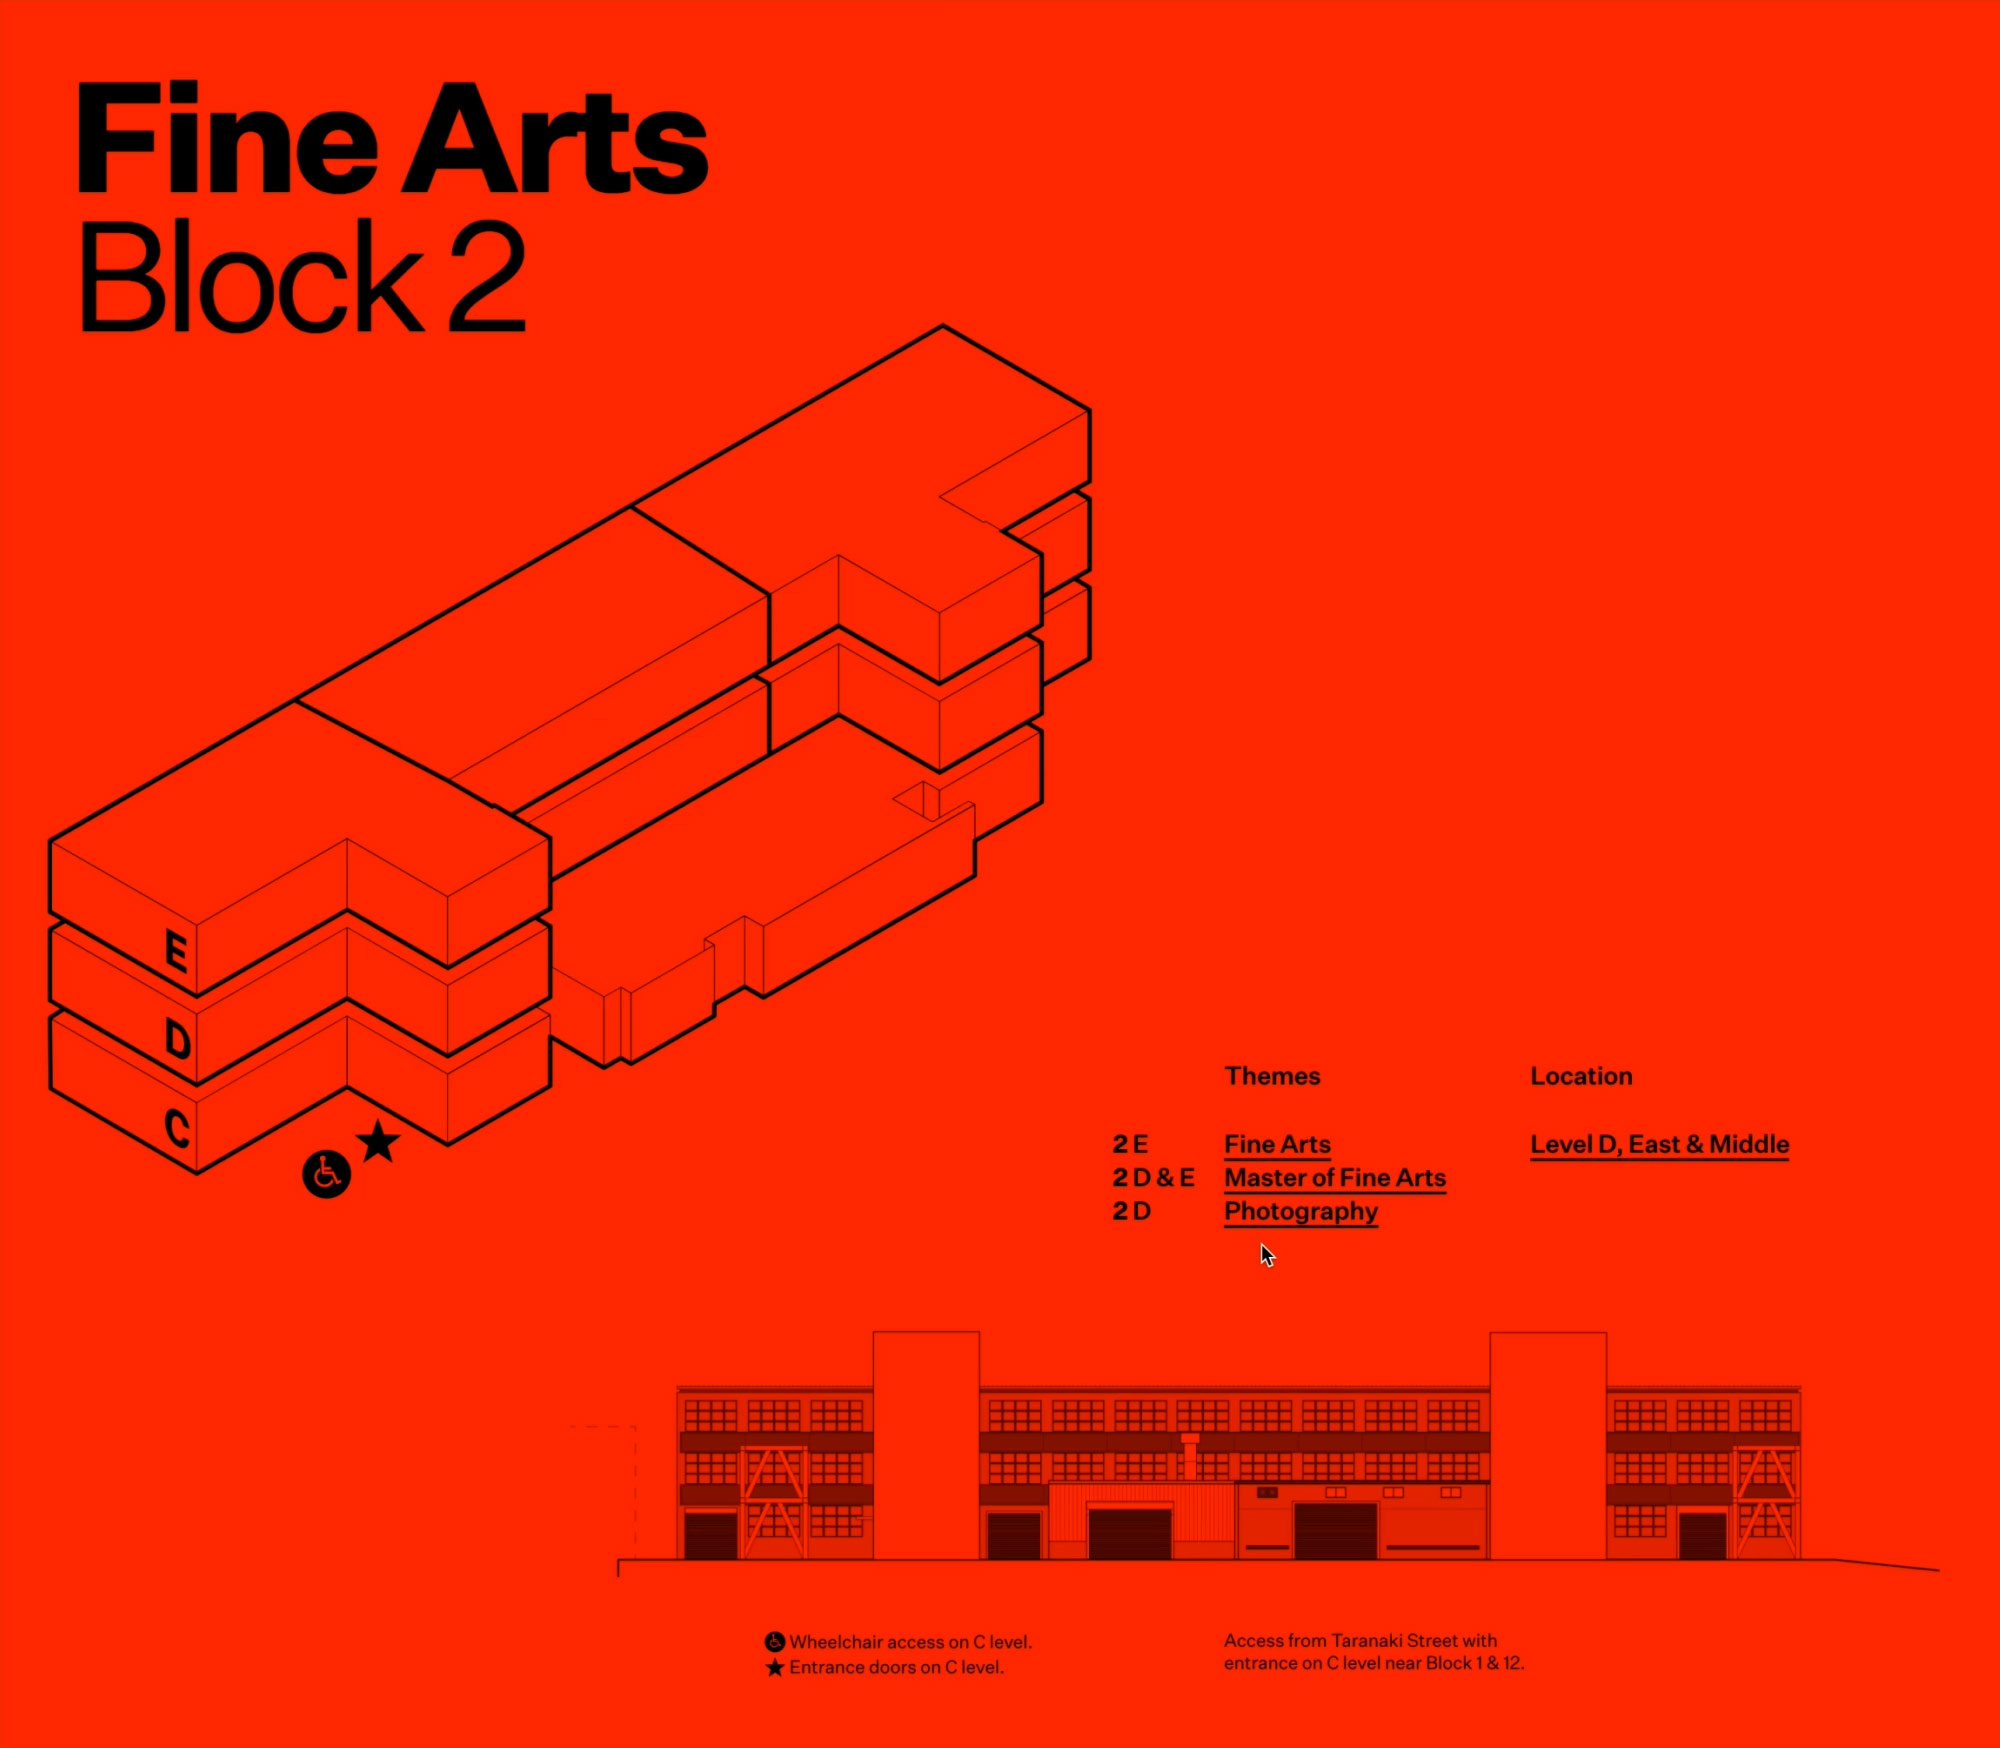 Fine Arts
Block 2
E
D
C
Themes Location
2 E Fine Arts Level D, East & Middle
2 D & E Master of Fine Arts
2 D Photography
Wheelchair access on C level.
Entrance doors on C level.
Access from Taranaki Street with
entrance on C level near Block 1 & 12.